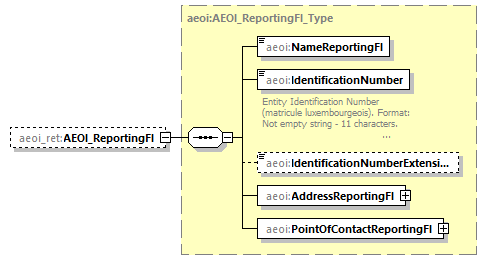 aeoi:AEOI_ReportingFI_Type
aeoi:NameReportingFI
aeoi:IdentificationNumber
Entity Identification Number
(matricule luxembourgeois). Format:
Not empty string - 11 characters.
...
aeoi_ret:AEOI_ReportingFI
aeoi:IdentificationNumberExtensi...
aeoi:AddressReportingFI
aeoi:PointOfContactReportingFI